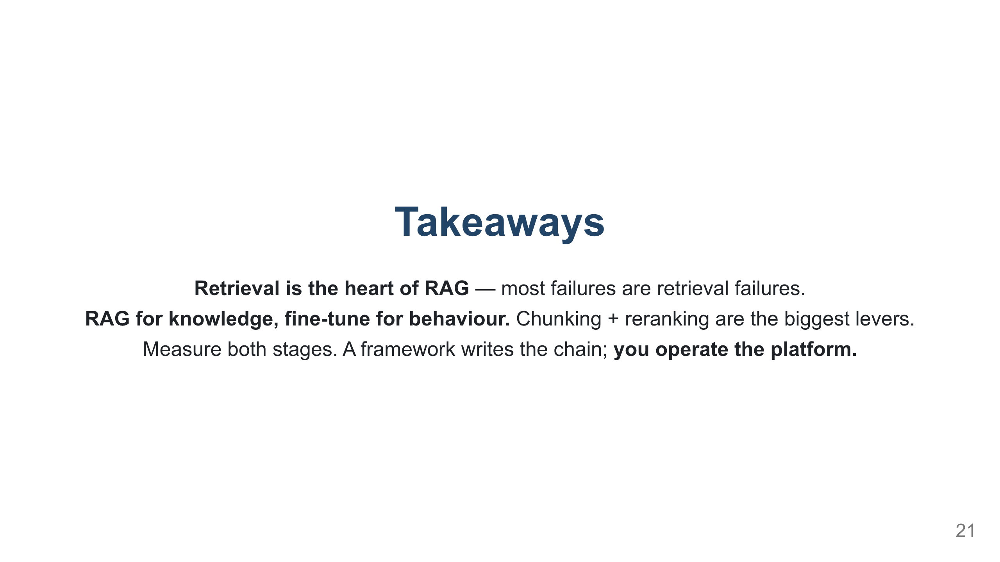 Takeaways
Retrieval is the heart of RAG — most failures are retrieval failures.
RAG for knowledge, fine-tune for behaviour. Chunking + reranking are the biggest levers.
Measure both stages. A framework writes the chain; you operate the platform.
21